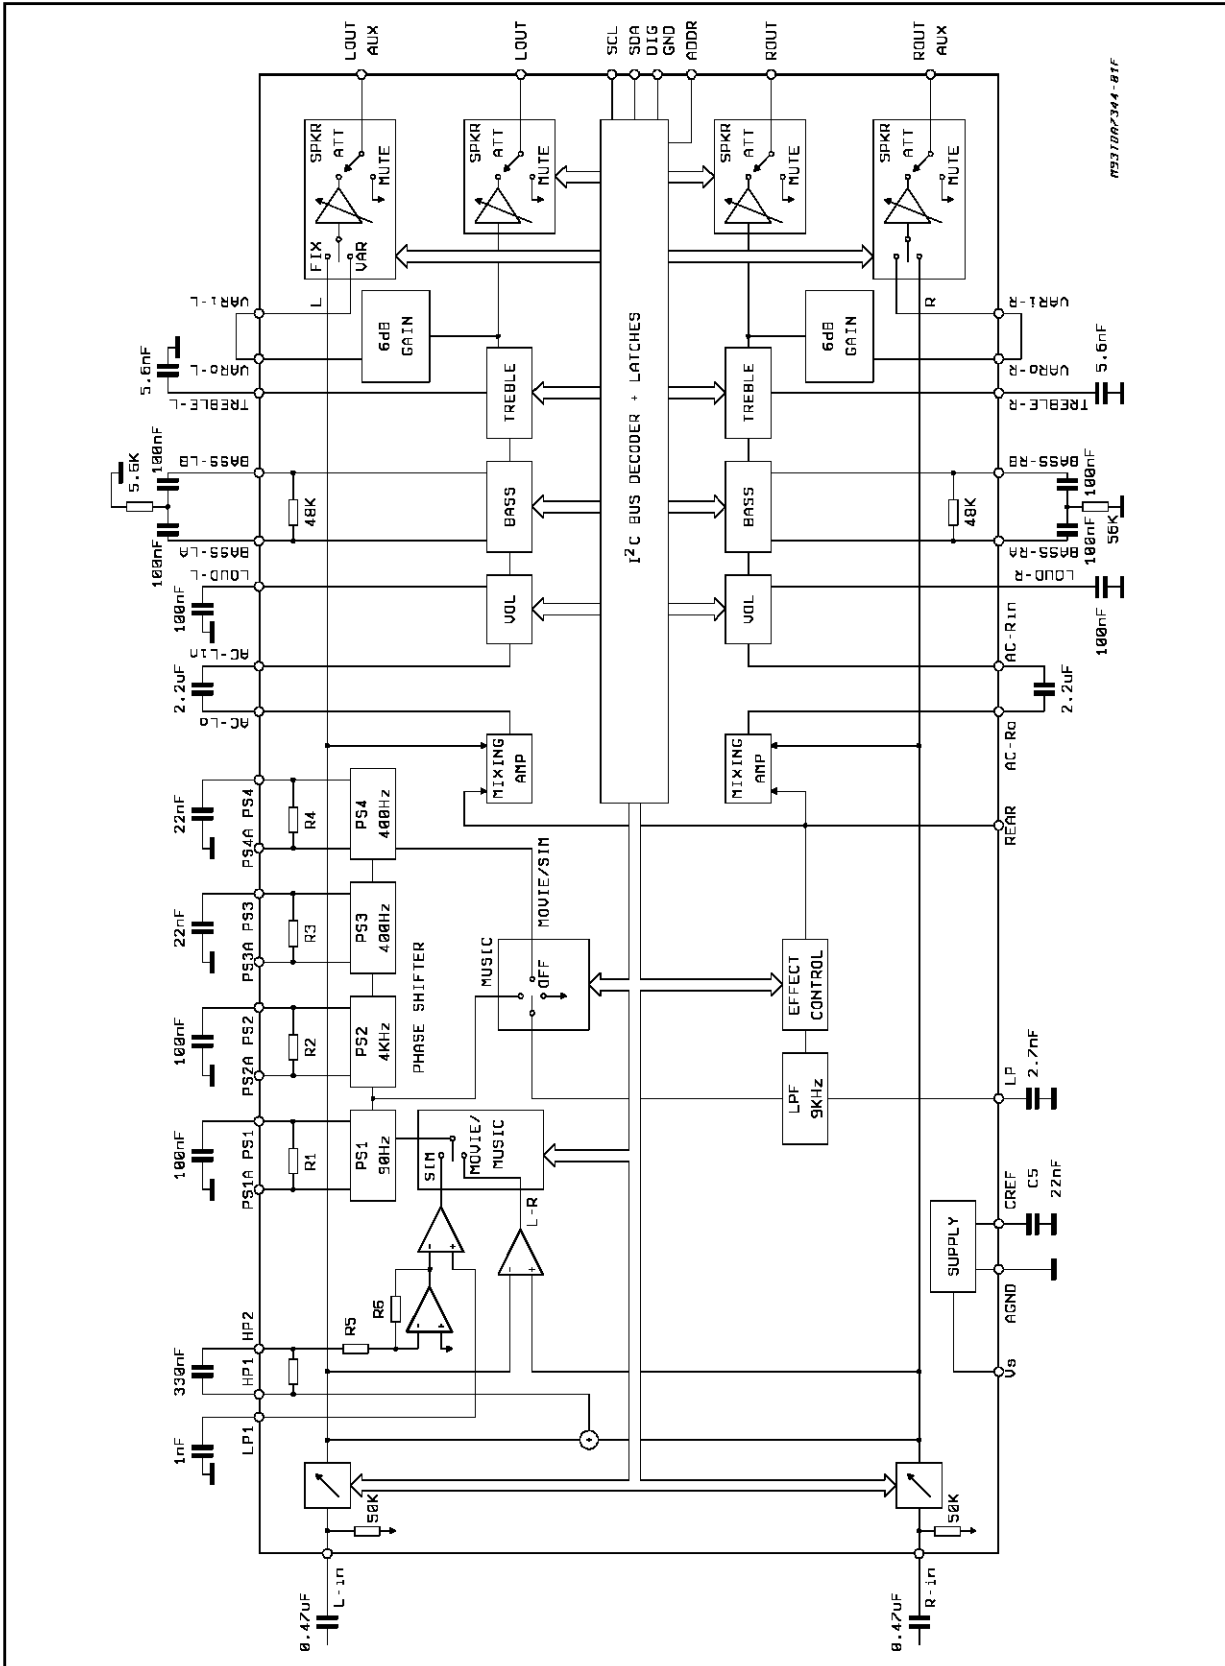 LOUT
AUX
LOUT
SCL
SDA
DIG
GND
ADDR
ROUT
ROUT
AUX
M93TDA7344-01F
SPKR
ATT
MUTE
FIX
VAR
SPKR
ATT
MUTE
SPKR
ATT
MUTE
SPKR
ATT
MUTE
L
R
VARi-L
VARo-L
TREBLE-L
5.6nF
6dB
GAIN
TREBLE
I²C BUS DECODER + LATCHES
TREBLE
6dB
GAIN
VARi-R
VARo-R
TREBLE-R
5.6nF
5.6K
100nF
100nF
BASS-LB
BASS-LA
48K
BASS
BASS
48K
BASS-RB
BASS-RA
100nF
100nF
56K
LOUD-L
100nF
VOL
VOL
LOUD-R
100nF
AC-Lin
2.2uF
AC-Lo
AC-Rin
2.2uF
AC-Ro
MIXING
AMP
MIXING
AMP
REAR
22nF
PS4
PS4A
R4
PS4
400Hz
22nF
PS3
PS3A
R3
PS3
400Hz
100nF
PS2
PS2A
R2
PS2
4KHz
100nF
PS1
PS1A
R1
PS1
90Hz
PHASE SHIFTER
MOVIE/SIM
MUSIC
OFF
EFFECT
CONTROL
LPF
9KHz
LP
2.7nF
SIM
MOVIE/
MUSIC
L-R
-
+
-
+
-
+
SUPPLY
CREF
C5
22nF
AGND
Vs
HP2
330nF
HP1
R5
R6
LP1
1nF
+
50K
50K
L-in
0.47uF
R-in
0.47uF